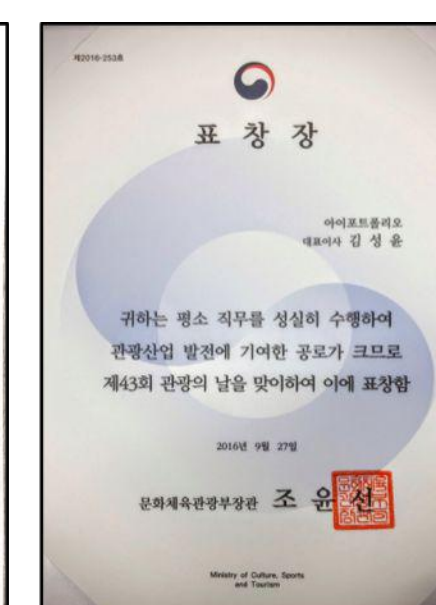 제2016-253호
표 창 장
아이포트폴리오
대표이사 김 성 윤
귀하는 평소 직무를 성실히 수행하여
관광산업 발전에 기여한 공로가 크므로
제43회 관광의 날을 맞이하여 이에 표창함
2016년 9월 27일
문화체육관광부장관 조 윤 선
Ministry of Culture, Sports
and Tourism